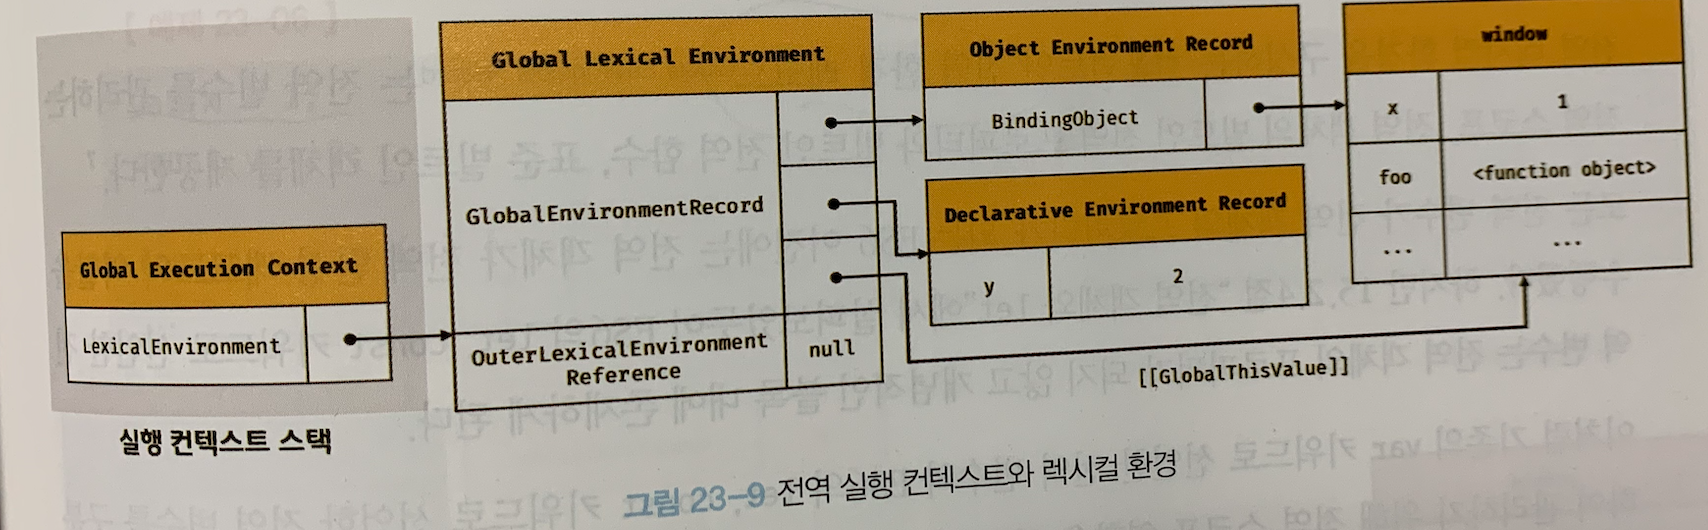 Global Execution Context
LexicalEnvironment
실행 컨텍스트 스택
Global Lexical Environment
GlobalEnvironmentRecord
OuterLexicalEnvironment
Reference
null
Object Environment Record
BindingObject
Declarative Environment Record
y 2
window
x 1
foo <function object>
... ...
[[GlobalThisValue]]
그림 23-9 전역 실행 컨텍스트와 렉시컬 환경